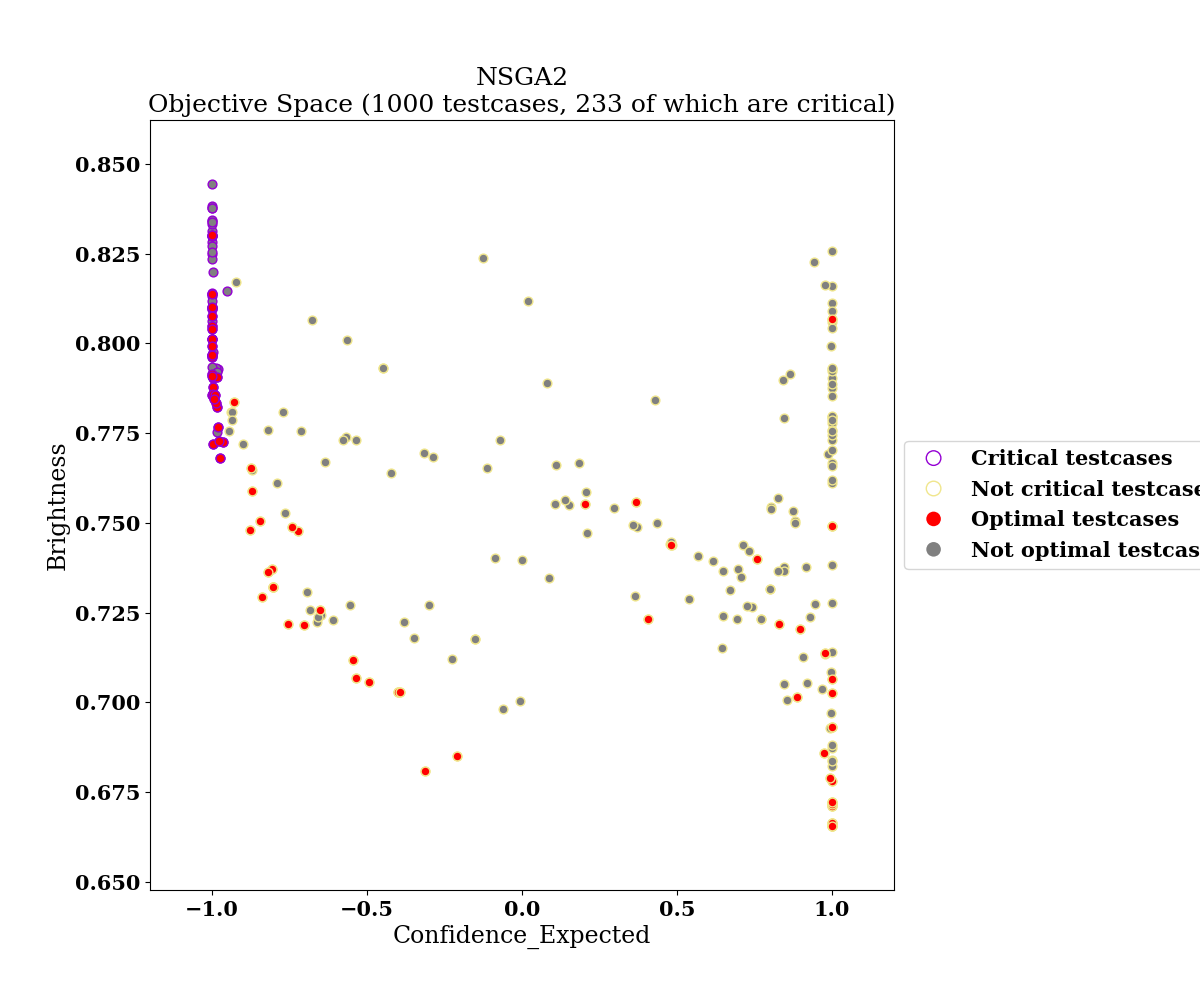 NSGA2
Objective Space (1000 testcases, 233 of which are critical)
0.850
0.825
0.800
0.775
0.750
0.725
0.700
0.675
0.650
Brightness
−1.0 −0.5 0.0 0.5 1.0
Confidence_Expected
Critical testcases
Not critical testcase
Optimal testcases
Not optimal testcas